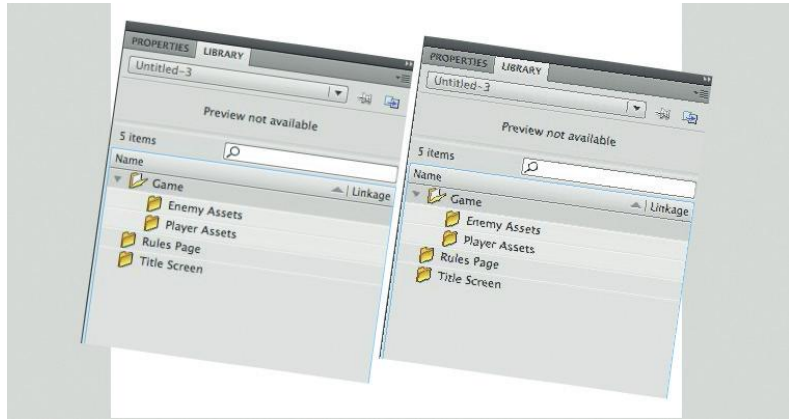 PROPERTIES LIBRARY
Untitled-3
Preview not available
5 items
Name Linkage
Game
Enemy Assets
Player Assets
Rules Page
Title Screen
PROPERTIES LIBRARY
Untitled-3
Preview not available
5 items
Name Linkage
Game
Enemy Assets
Player Assets
Rules Page
Title Screen